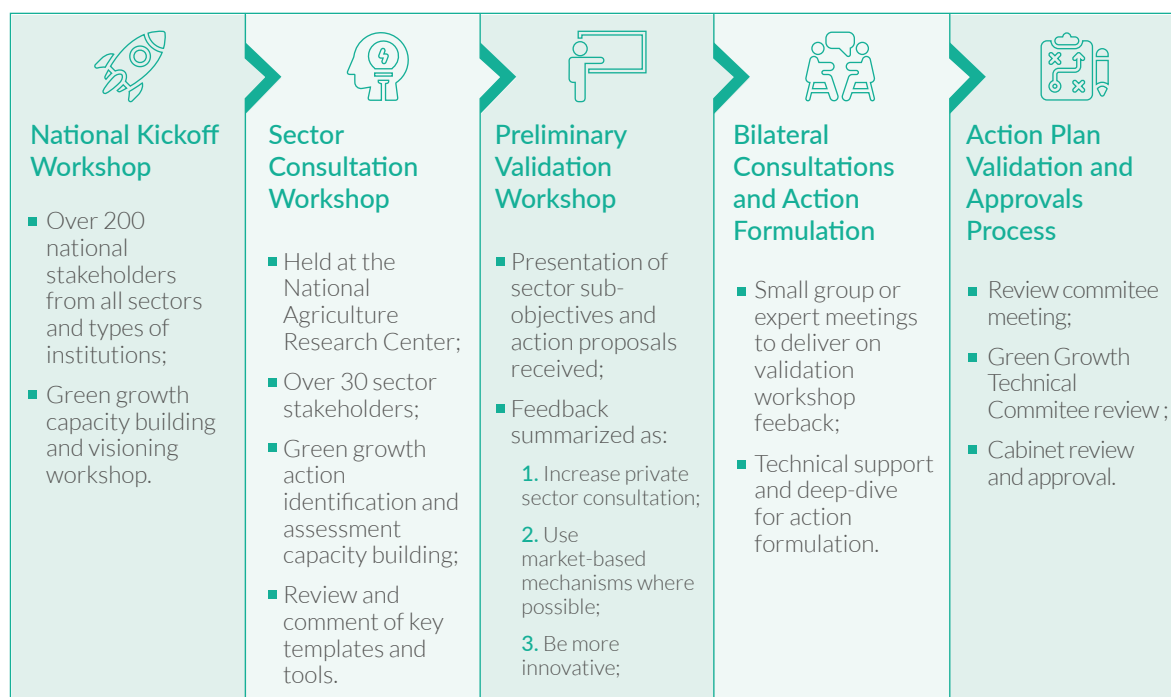 National Kickoff
Workshop
Over 200
national
stakeholders
from all sectors
and types of
institutions;
Green growth
capacity building
and visioning
workshop.
Sector
Consultation
Workshop
Held at the
National
Agriculture
Research Center;
Over 30 sector
stakeholders;
Green growth
action
identification and
assessment
capacity building;
Review and
comment of key
templates and
tools.
Preliminary
Validation
Workshop
Presentation of
sector sub-
objectives and
action proposals
received;
Feedback
summarized as:
1. Increase private
sector consultation;
2. Use
market-based
mechanisms where
possible;
3. Be more
innovative;
Bilateral
Consultations
and Action
Formulation
Small group or
expert meetings
to deliver on
validation
workshop
feeback;
Technical support
and deep-dive
for action
formulation.
Action Plan
Validation and
Approvals
Process
Review commitee
meeting;
Green Growth
Technical
Commitee review ;
Cabinet review
and approval.